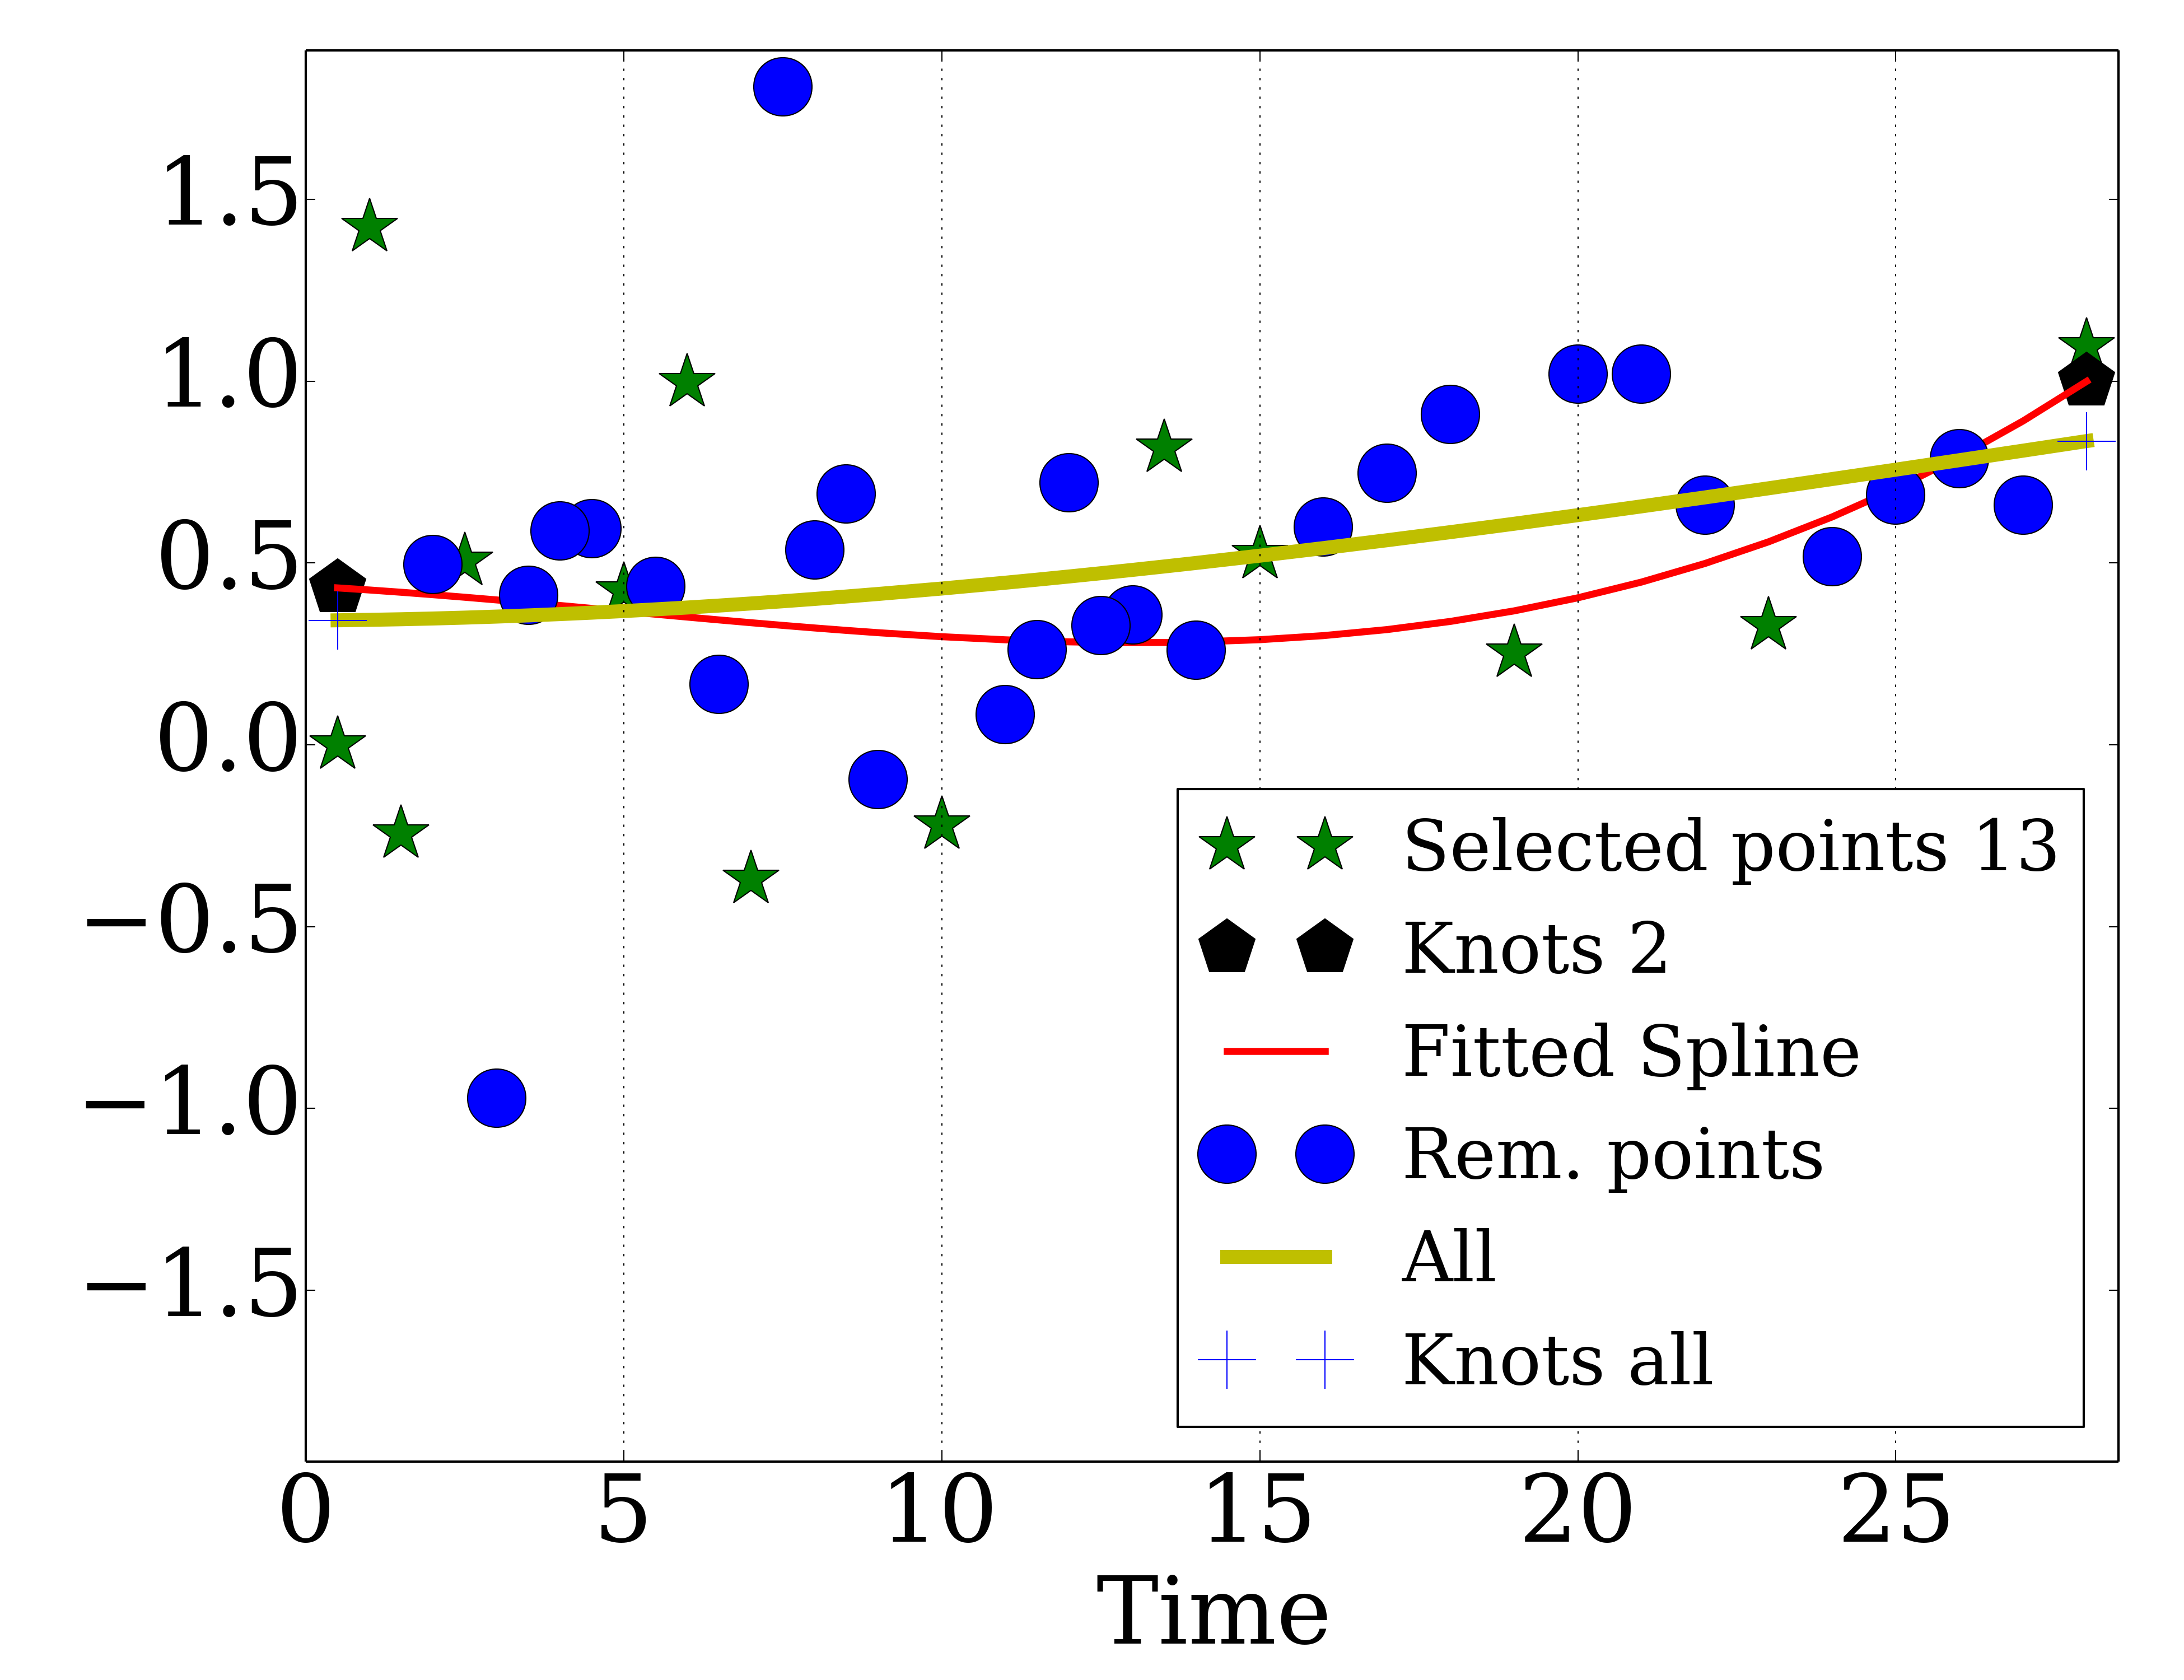 1.5
1.0
0.5
0.0
−0.5
−1.0
−1.5
0 5 10 15 20 25
Time
Selected points 13
Knots 2
Fitted Spline
Rem. points
All
Knots all